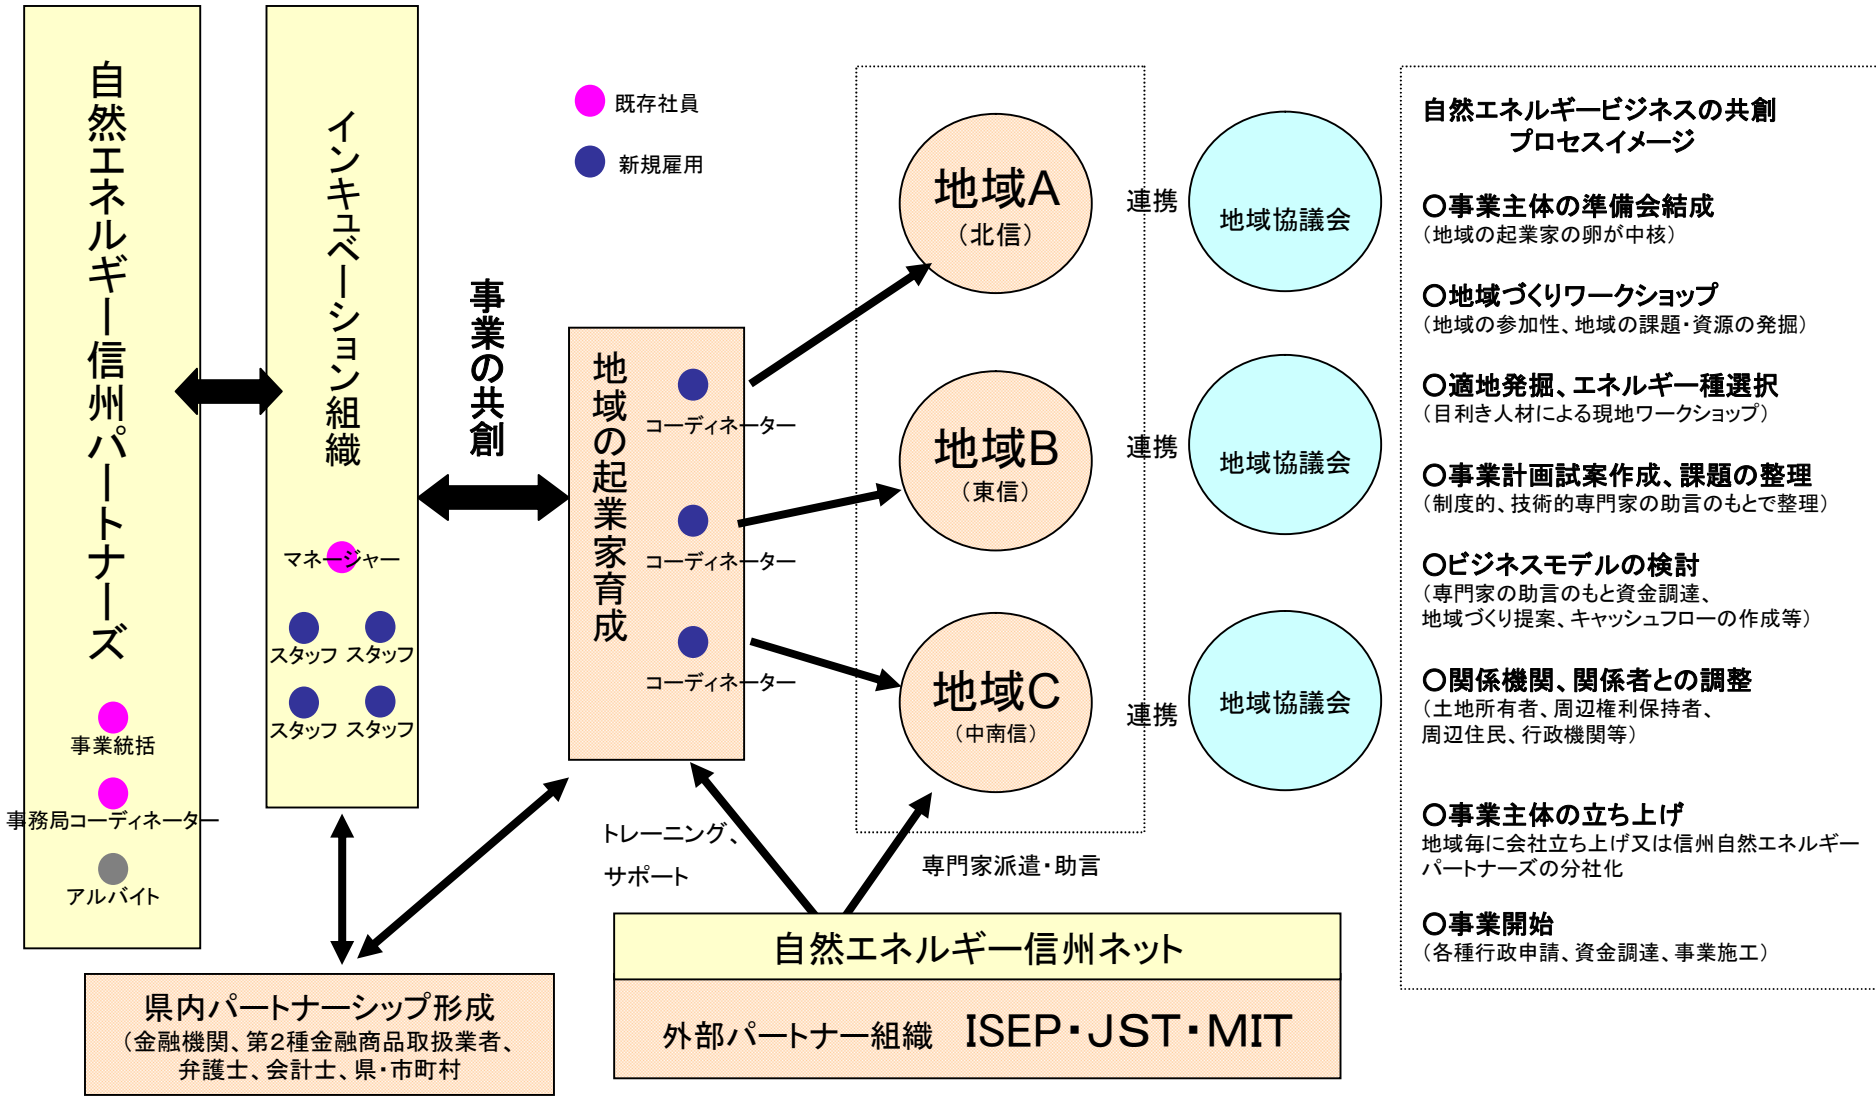 自然エネルギー信州パートナーズ
事業統括
事務局コーディネーター
アルバイト
インキュベーション組織
マネージャー
スタッフ
スタッフ
スタッフ
スタッフ
事業の共創
既存社員
新規雇用
地域の起業家育成
コーディネーター
コーディネーター
コーディネーター
地域A
（北信）
地域B
（東信）
地域C
（中南信）
連携
連携
連携
地域協議会
地域協議会
地域協議会
トレーニング、
サポート
専門家派遣・助言
県内パートナーシップ形成
（金融機関、第2種金融商品取扱業者、
弁護士、会計士、県・市町村
自然エネルギー信州ネット
外部パートナー組織　ISEP・JST・MIT
自然エネルギービジネスの共創
プロセスイメージ
○事業主体の準備会結成
（地域の起業家の卵が中核）
○地域づくりワークショップ
（地域の参加性、地域の課題・資源の発掘）
○適地発掘、エネルギー種選択
（目利き人材による現地ワークショップ）
○事業計画試案作成、課題の整理
（制度的、技術的専門家の助言のもとで整理）
○ビジネスモデルの検討
（専門家の助言のもと資金調達、
地域づくり提案、キャッシュフローの作成等）
○関係機関、関係者との調整
（土地所有者、周辺権利保持者、
周辺住民、行政機関等）
○事業主体の立ち上げ
地域毎に会社立ち上げ又は信州自然エネルギー
パートナーズの分社化
○事業開始
（各種行政申請、資金調達、事業施工）